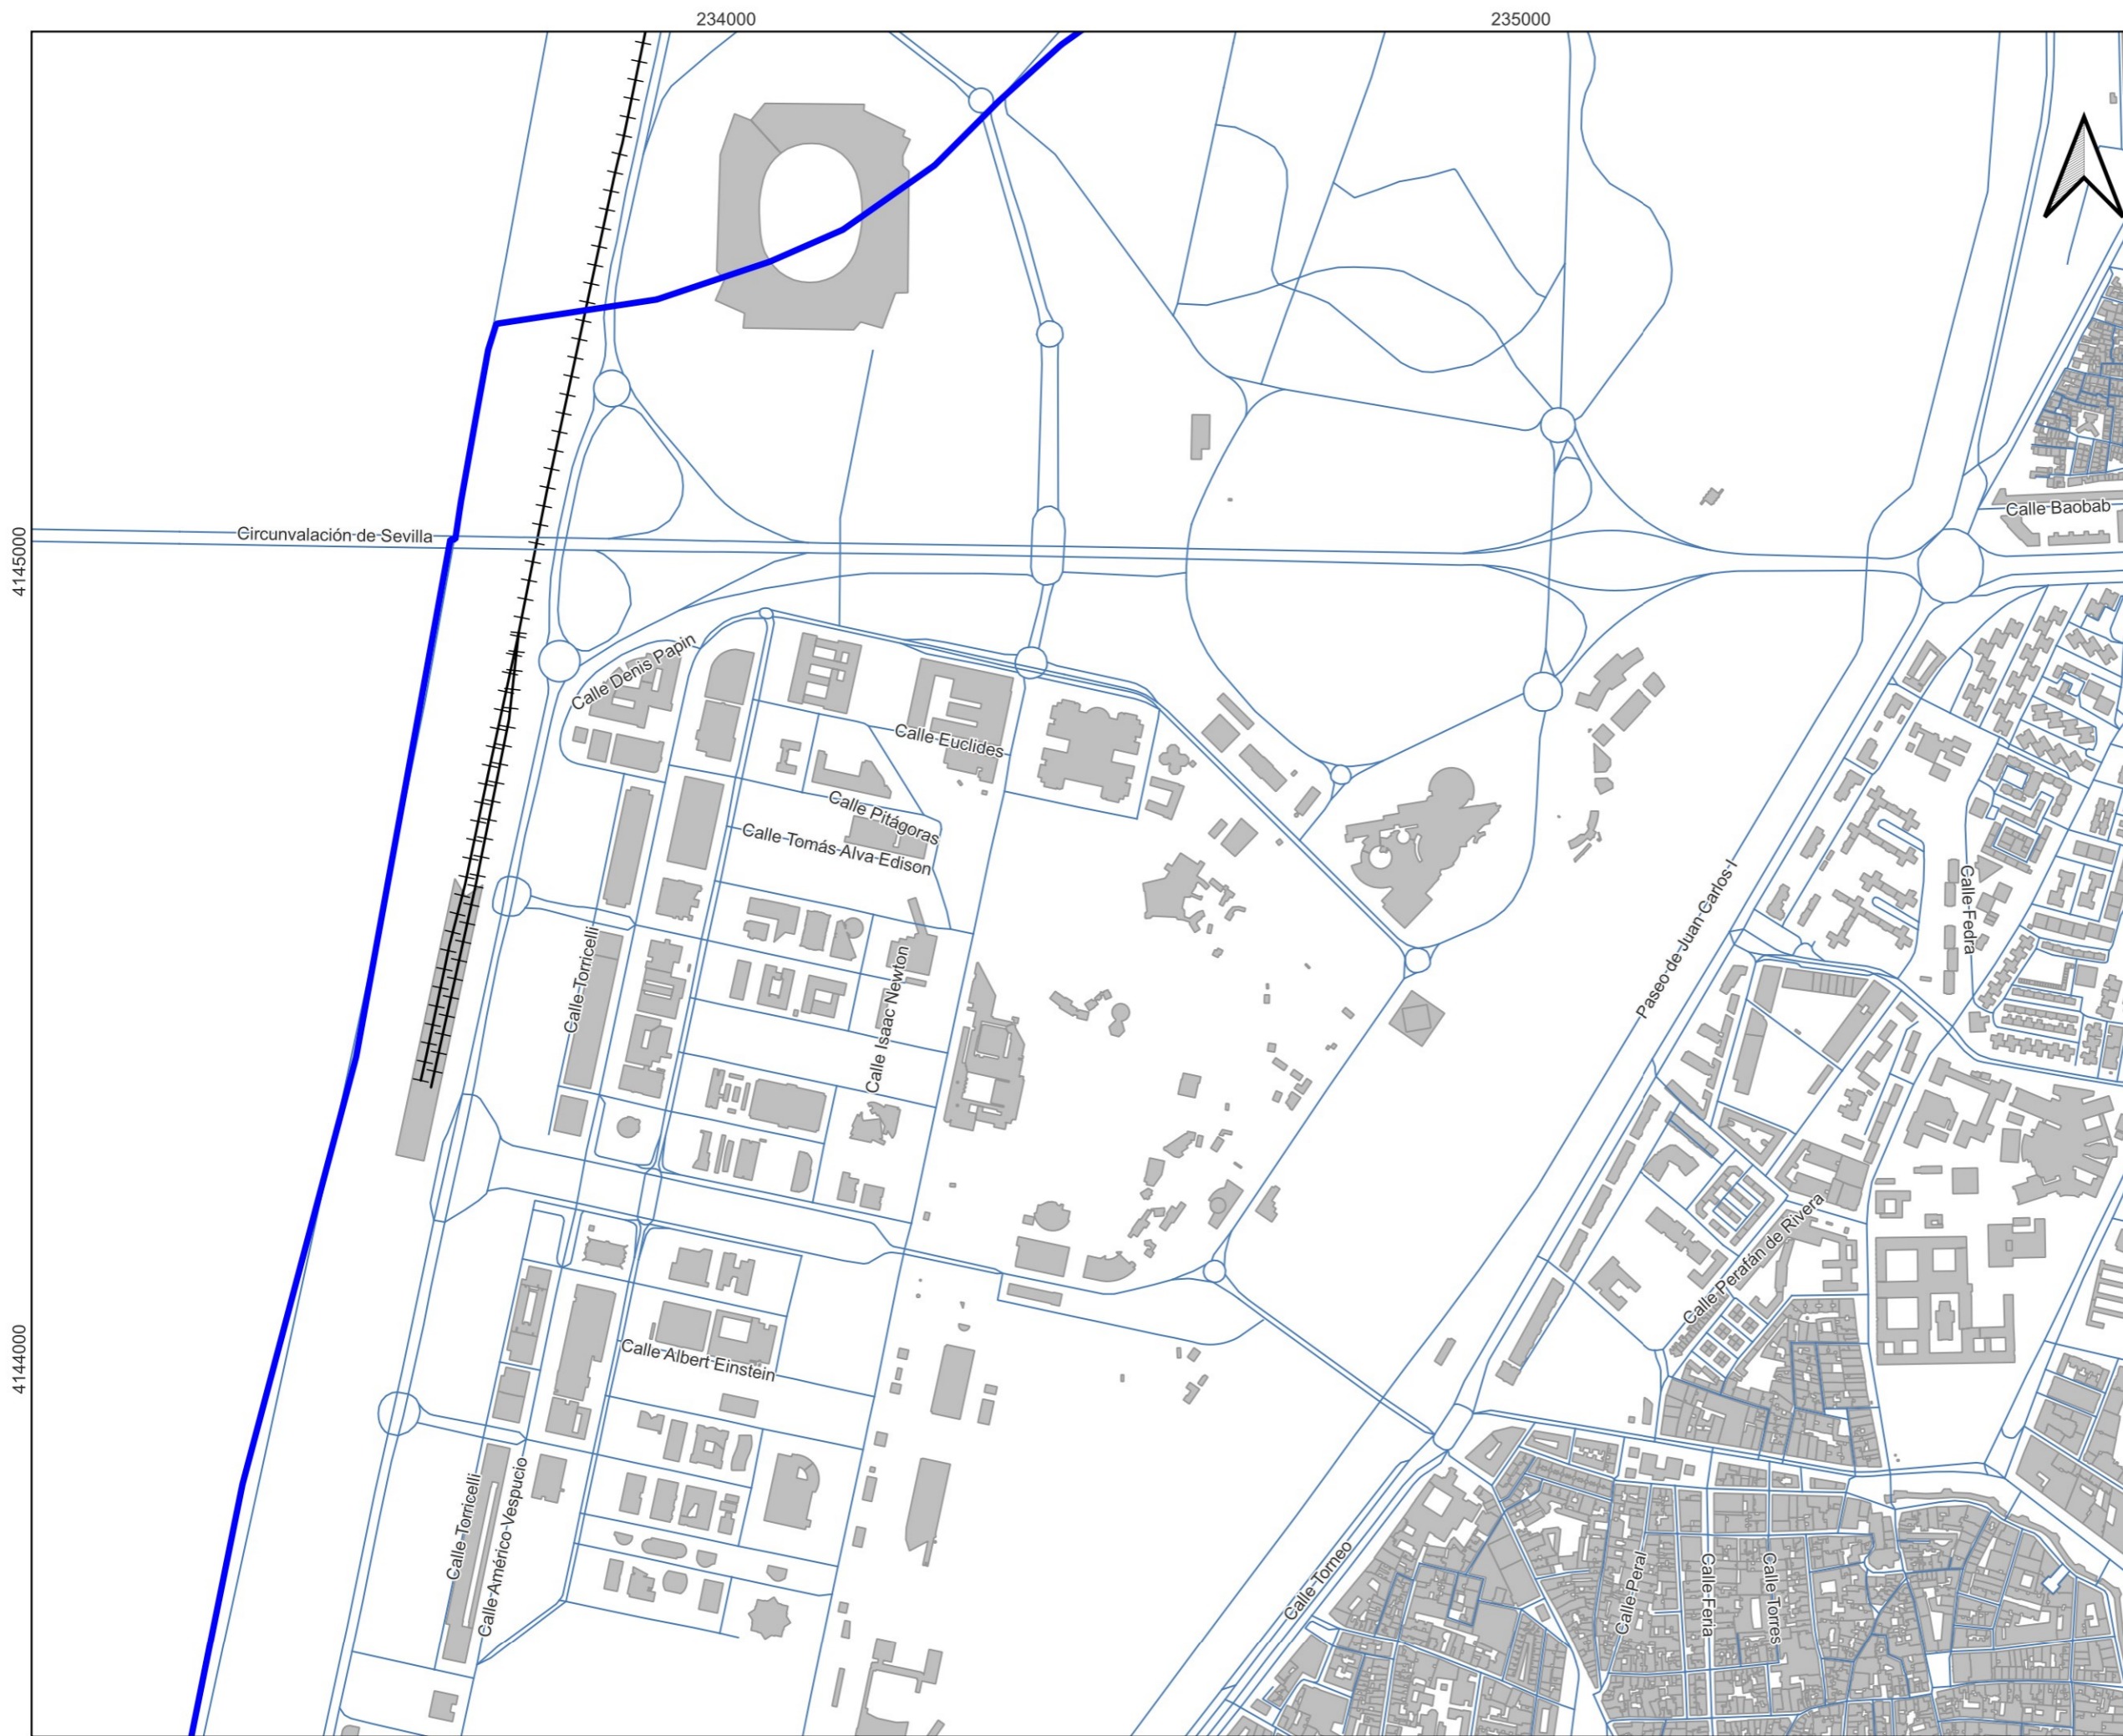 234000
235000
4145000
4144000
Circunvalación de Sevilla
Calle Baobab
Calle Denis Papin
Calle Euclides
Calle Pitágoras
Calle Tomás Alva Edison
Calle Fedra
Paseo de Juan Carlos I
Calle Torricelli
Calle Isaac Newton
Calle Perafán de Rivera
Calle Albert Einstein
Calle Torricelli
Calle Américo Vespucio
Calle Torneo
Calle Peral
Calle Feria
Calle Torres